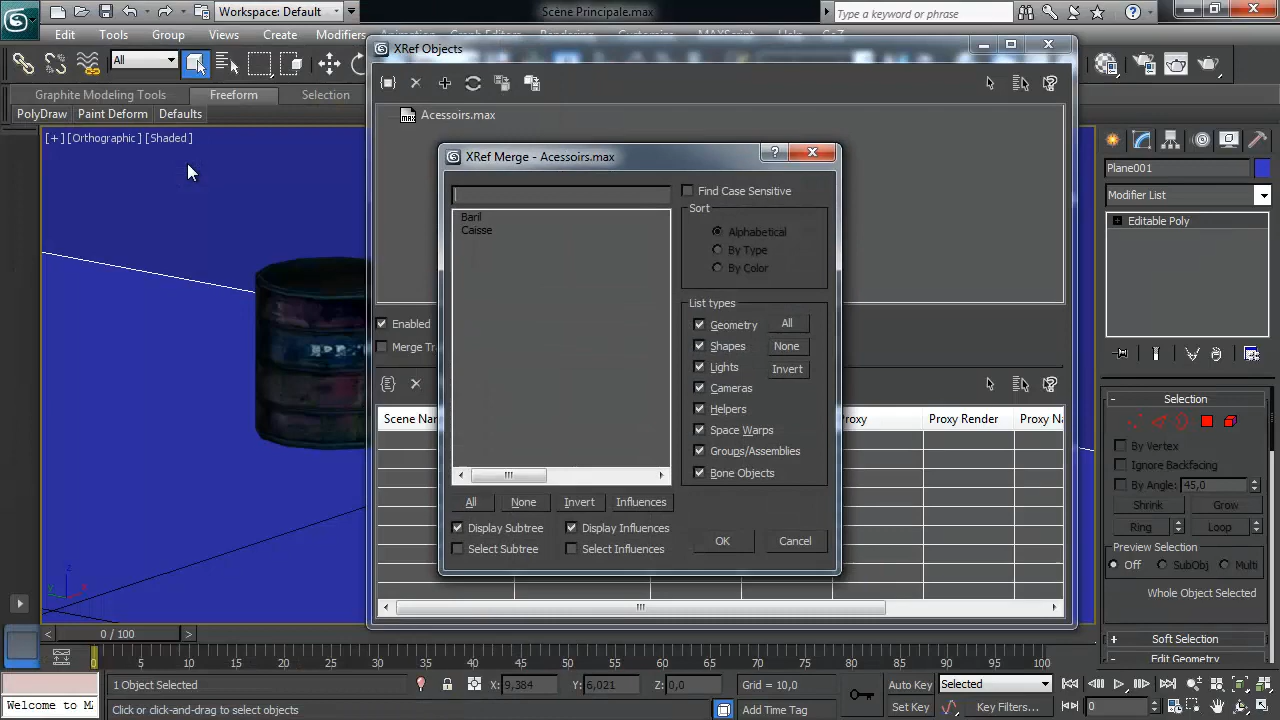 Workspace: Default
Scène Principale.max
Type a keyword or phrase
Edit Tools Group Views Create Modifiers
All
XRef Objects
Graphite Modeling Tools Freeform Selection
PolyDraw Paint Deform Defaults
Acessoirs.max
[+][Orthographic][Shaded]
XRef Merge - Acessoirs.max
Find Case Sensitive
Sort
Alphabetical
By Type
By Color
Baril
Caisse
List types
Geometry All
Shapes None
Lights Invert
Cameras
Helpers
Space Warps
Groups/Assemblies
Bone Objects
All None Invert Influences
Display Subtree Display Influences
Select Subtree Select Influences
OK Cancel
Enabled
Merge Tr
Scene Na
Proxy Proxy Render Proxy Na
Plane001
Modifier List
Editable Poly
Selection
By Vertex
Ignore Backfacing
By Angle: 45,0
Shrink Grow
Ring Loop
Preview Selection
Off SubObj Multi
Whole Object Selected
Soft Selection
Edit Geometry
z
y x
0 / 100
0 5 10 15 20 25 30 35 40 45 50 55 60 65 70 75 80 85 90 95 100
1 Object Selected X: 9,384 Y: 6,021 Z: 0,0 Grid = 10,0 Auto Key Selected
Welcome to MA Click or click-and-drag to select objects Add Time Tag Set Key Key Filters... 0